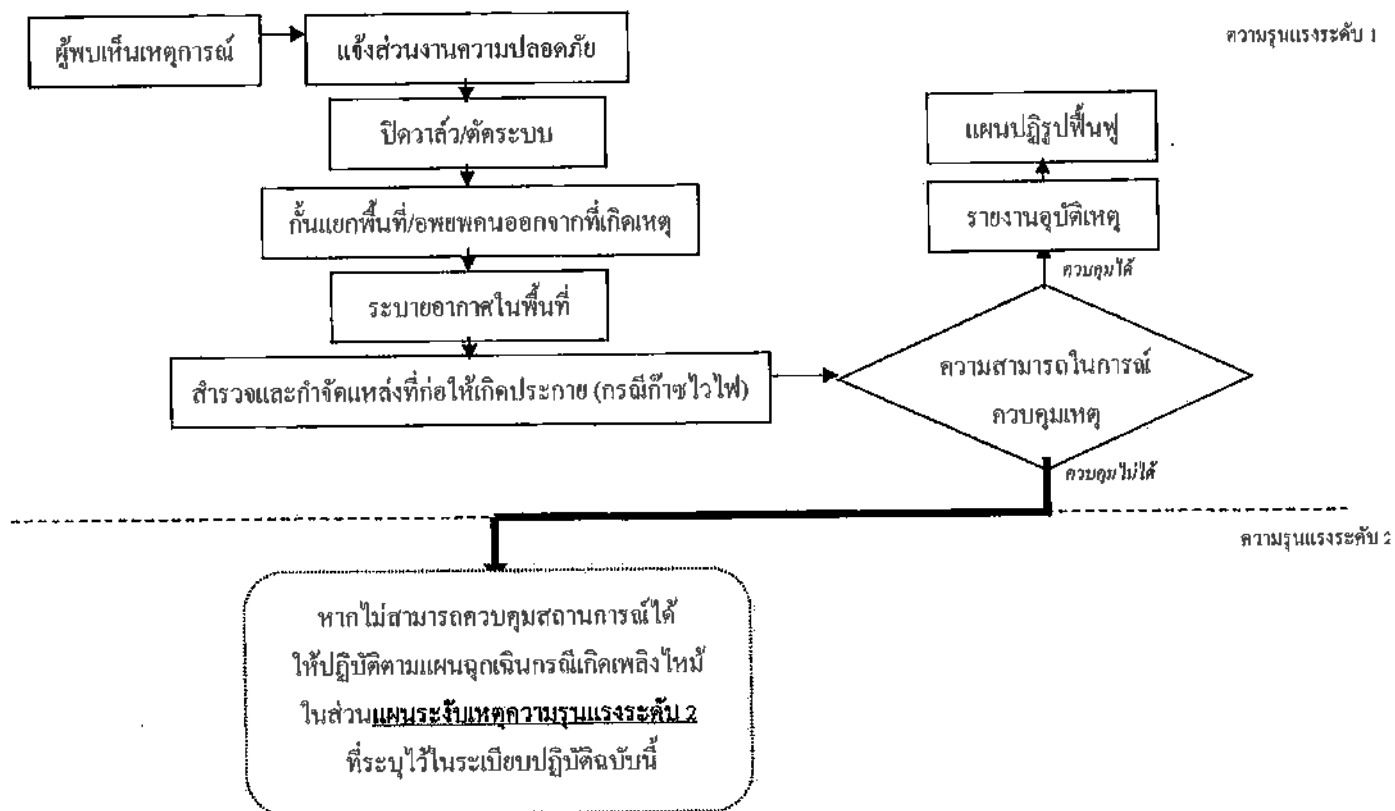 ผู้พบเห็นเหตุการณ์
แจ้งส่วนงานความปลอดภัย
ความรุนแรงระดับ 1
ปิดวาล์ว/ตัดระบบ
กั้นแยกพื้นที่/อพยพคนออกจากที่เกิดเหตุ
ระบายอากาศในพื้นที่
สำรวจและกำจัดแหล่งที่ก่อให้เกิดประกาย (กรณีก๊าซไวไฟ)
แผนปฏิรูปฟื้นฟู
รายงานอุบัติเหตุ
ควบคุมได้
ความสามารถในการณ์
ควบคุมเหตุ
ควบคุมไม่ได้
ความรุนแรงระดับ 2
หากไม่สามารถควบคุมสถานการณ์ได้
ให้ปฏิบัติตามแผนฉุกเฉินกรณีเกิดเพลิงไหม้
ในส่วนแผนระงับเหตุความรุนแรงระดับ 2
ที่ระบุไว้ในระเบียบปฏิบัติฉบับนี้